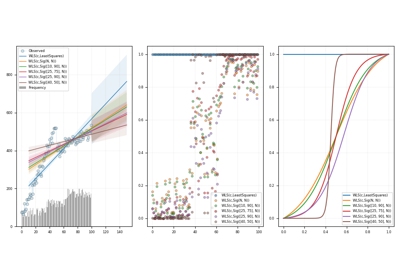 Observed
WLS(c,LeastSquares)
WLS(c,Sig(N, N))
WLS(c,Sig[10, 90], N))
WLS(c,Sig[25, 75], N))
WLS(c,Sig[25, 90], N))
WLS(c,Sig[40, 50], N))
Frequency
800
600
400
200
0
0 20 40 60 80 100 120 140
1.0
0.8
0.6
0.4
0.2
0.0
WLS(c,LeastSquares)
WLS(c,Sig(N, N))
WLS(c,Sig[10, 90], N))
WLS(c,Sig[25, 75], N))
WLS(c,Sig[25, 90], N))
WLS(c,Sig[40, 50], N))
0 20 40 60 80 100
1.0
0.8
0.6
0.4
0.2
0.0
WLS(c,LeastSquares)
WLS(c,Sig(N, N))
WLS(c,Sig[10, 90], N))
WLS(c,Sig[25, 75], N))
WLS(c,Sig[25, 90], N))
WLS(c,Sig[40, 50], N))
0.0 0.2 0.4 0.6 0.8 1.0